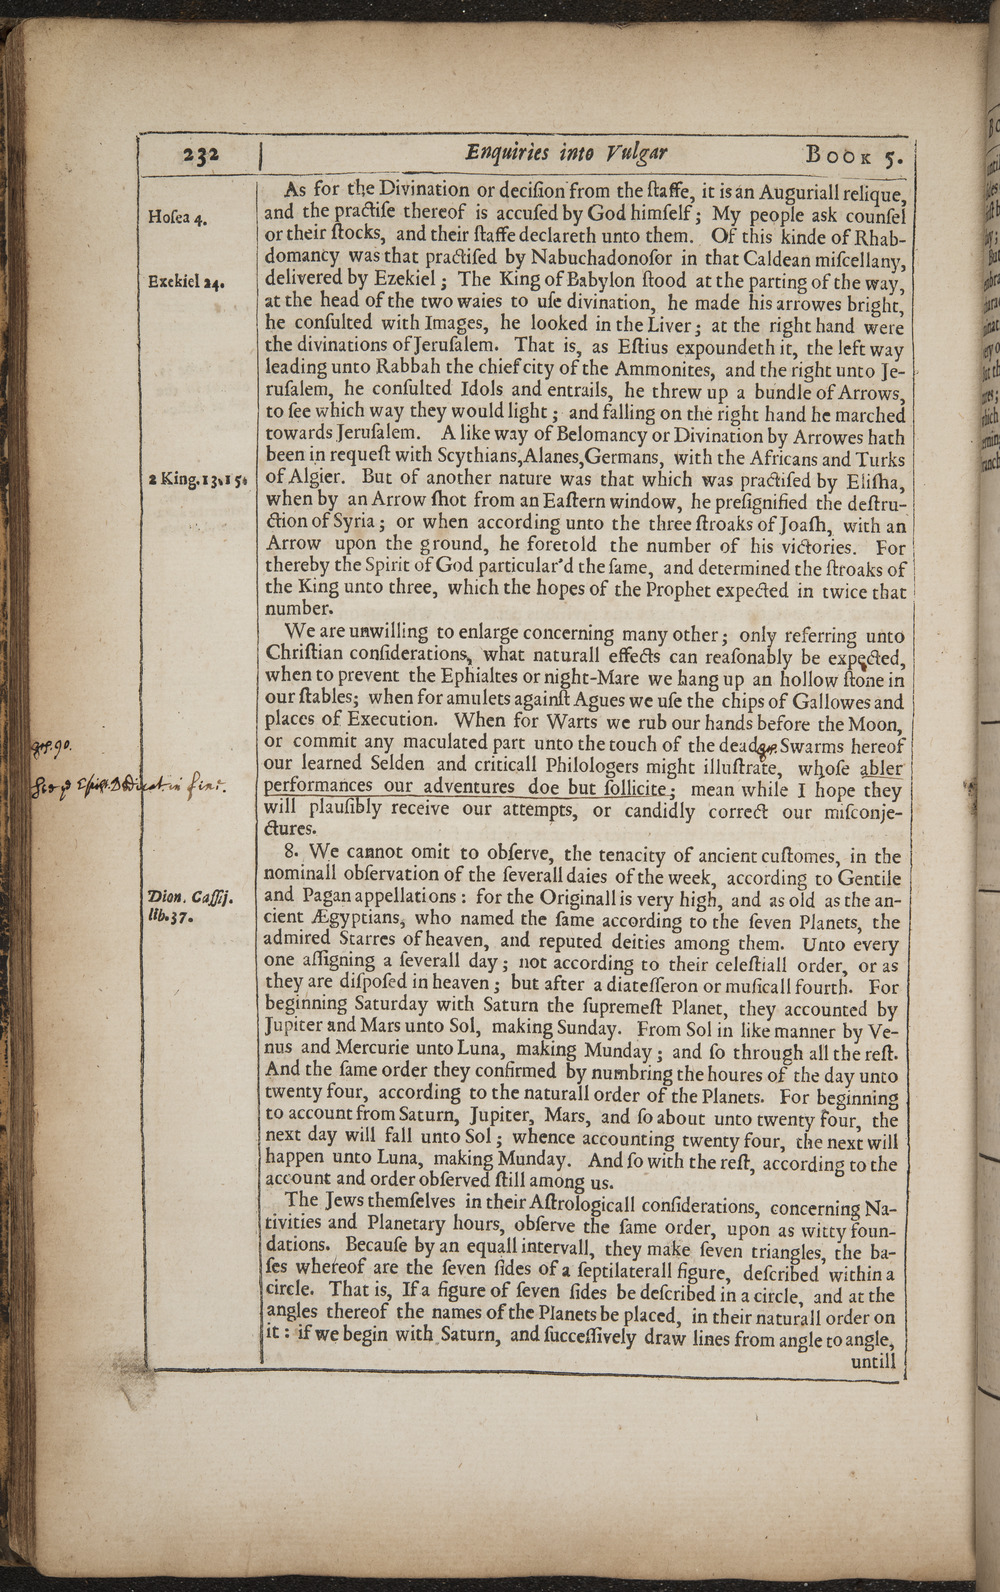 232 Enquiries into Vulgar Book 5.
As for the Divination or deciſion from the ſtaffe, it is an Auguriall relique,
Hoſea 4.
and the practiſe thereof is accuſed by God himſelf; My people ask counſel
or their ſtocks, and their ſtaffe declareth unto them. Of this kinde of Rhab-
domancy was that practiſed by Nabuchadonoſor in that Caldean miſcellany,
Exekiel 24.
delivered by Ezekiel; The King of Babylon ſtood at the parting of the way,
at the head of the two waies to uſe divination, he made his arrowes bright,
he conſulted with Images, he looked in the Liver; at the right hand were
the divinations of Jeruſalem. That is, as Eſtius expoundeth it, the left way
leading unto Rabbah the chief city of the Ammonites, and the right unto Je-
ruſalem, he conſulted Idols and entrails, he threw up a bundle of Arrows,
to ſee which way they would light; and falling on the right hand he marched
towards Jeruſalem. A like way of Belomancy or Divination by Arrowes hath
been in requeſt with Scythians, Alanes, Germans, with the Africans and Turks
2 King. 13. 15.
of Algier. But of another nature was that which was practiſed by Eliſha,
when by an Arrow ſhot from an Eaſtern window, he preſignified the deſtru-
ction of Syria; or when according unto the three ſtroaks of Joaſh, with an
Arrow upon the ground, he foretold the number of his victories. For
thereby the Spirit of God particular'd the ſame, and determined the ſtroaks of
the King unto three, which the hopes of the Prophet expected in twice that
number.
We are unwilling to enlarge concerning many other; only referring unto
Chriſtian conſiderations, what naturall effects can reaſonably be expected,
when to prevent the Ephialtes or night-Mare we hang up an hollow ſtone in
our ſtables; when for amulets againſt Agues we uſe the chips of Gallowes and
places of Execution. When for Warts we rub our hands before the Moon,
or commit any maculated part unto the touch of the dead. Swarms hereof
our learned Selden and criticall Philologers might illuſtrate, whoſe abler
performances our adventures doe but ſollicite; mean while I hope they
will plauſibly receive our attempts, or candidly correct our miſconje-
ctures.
8. We cannot omit to obſerve, the tenacity of ancient cuſtomes, in the
nominall obſervation of the ſeverall daies of the week, according to Gentile
Dion. Caſſij.
lib. 37.
and Pagan appellations: for the Originall is very high, and as old as the an-
cient Ægyptians, who named the ſame according to the ſeven Planets, the
admired Starres of heaven, and reputed deities among them. Unto every
one aſſigning a ſeverall day; not according to their celeſtiall order, or as
they are diſpoſed in heaven; but after a diateſſeron or muſicall fourth. For
beginning Saturday with Saturn the ſupremeſt Planet, they accounted by
Jupiter and Mars unto Sol, making Sunday. From Sol in like manner by Ve-
nus and Mercurie unto Luna, making Munday; and ſo through all the reſt.
And the ſame order they confirmed by numbring the houres of the day unto
twenty four, according to the naturall order of the Planets. For beginning
to account from Saturn, Jupiter, Mars, and ſo about unto twenty four, the
next day will fall unto Sol; whence accounting twenty four, the next will
happen unto Luna, making Munday. And ſo with the reſt, according to the
account and order obſerved ſtill among us.
The Jews themſelves in their Aſtrologicall conſiderations, concerning Na-
tivities and Planetary hours, obſerve the ſame order, upon as witty foun-
dations. Becauſe by an equall intervall, they make ſeven triangles, the ba-
ſes whereof are the ſeven ſides of a ſeptilaterall figure, deſcribed within a
circle. That is, If a figure of ſeven ſides be deſcribed in a circle, and at the
angles thereof the names of the Planets be placed, in their naturall order on
it: if we begin with Saturn, and ſucceſſively draw lines from angle to angle,
untill